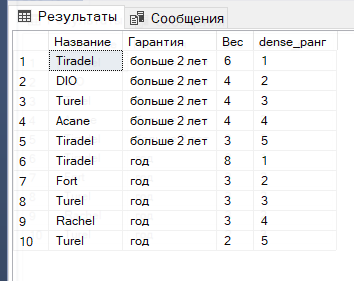 Результаты Сообщения
Название Гарантия Вес dense_ранг
1 Tiradel больше 2 лет 6 1
2 DIO больше 2 лет 4 2
3 Turel больше 2 лет 4 3
4 Acane больше 2 лет 4 4
5 Tiradel больше 2 лет 3 5
6 Tiradel год 8 1
7 Fort год 3 2
8 Turel год 3 3
9 Rachel год 3 4
10 Turel год 2 5